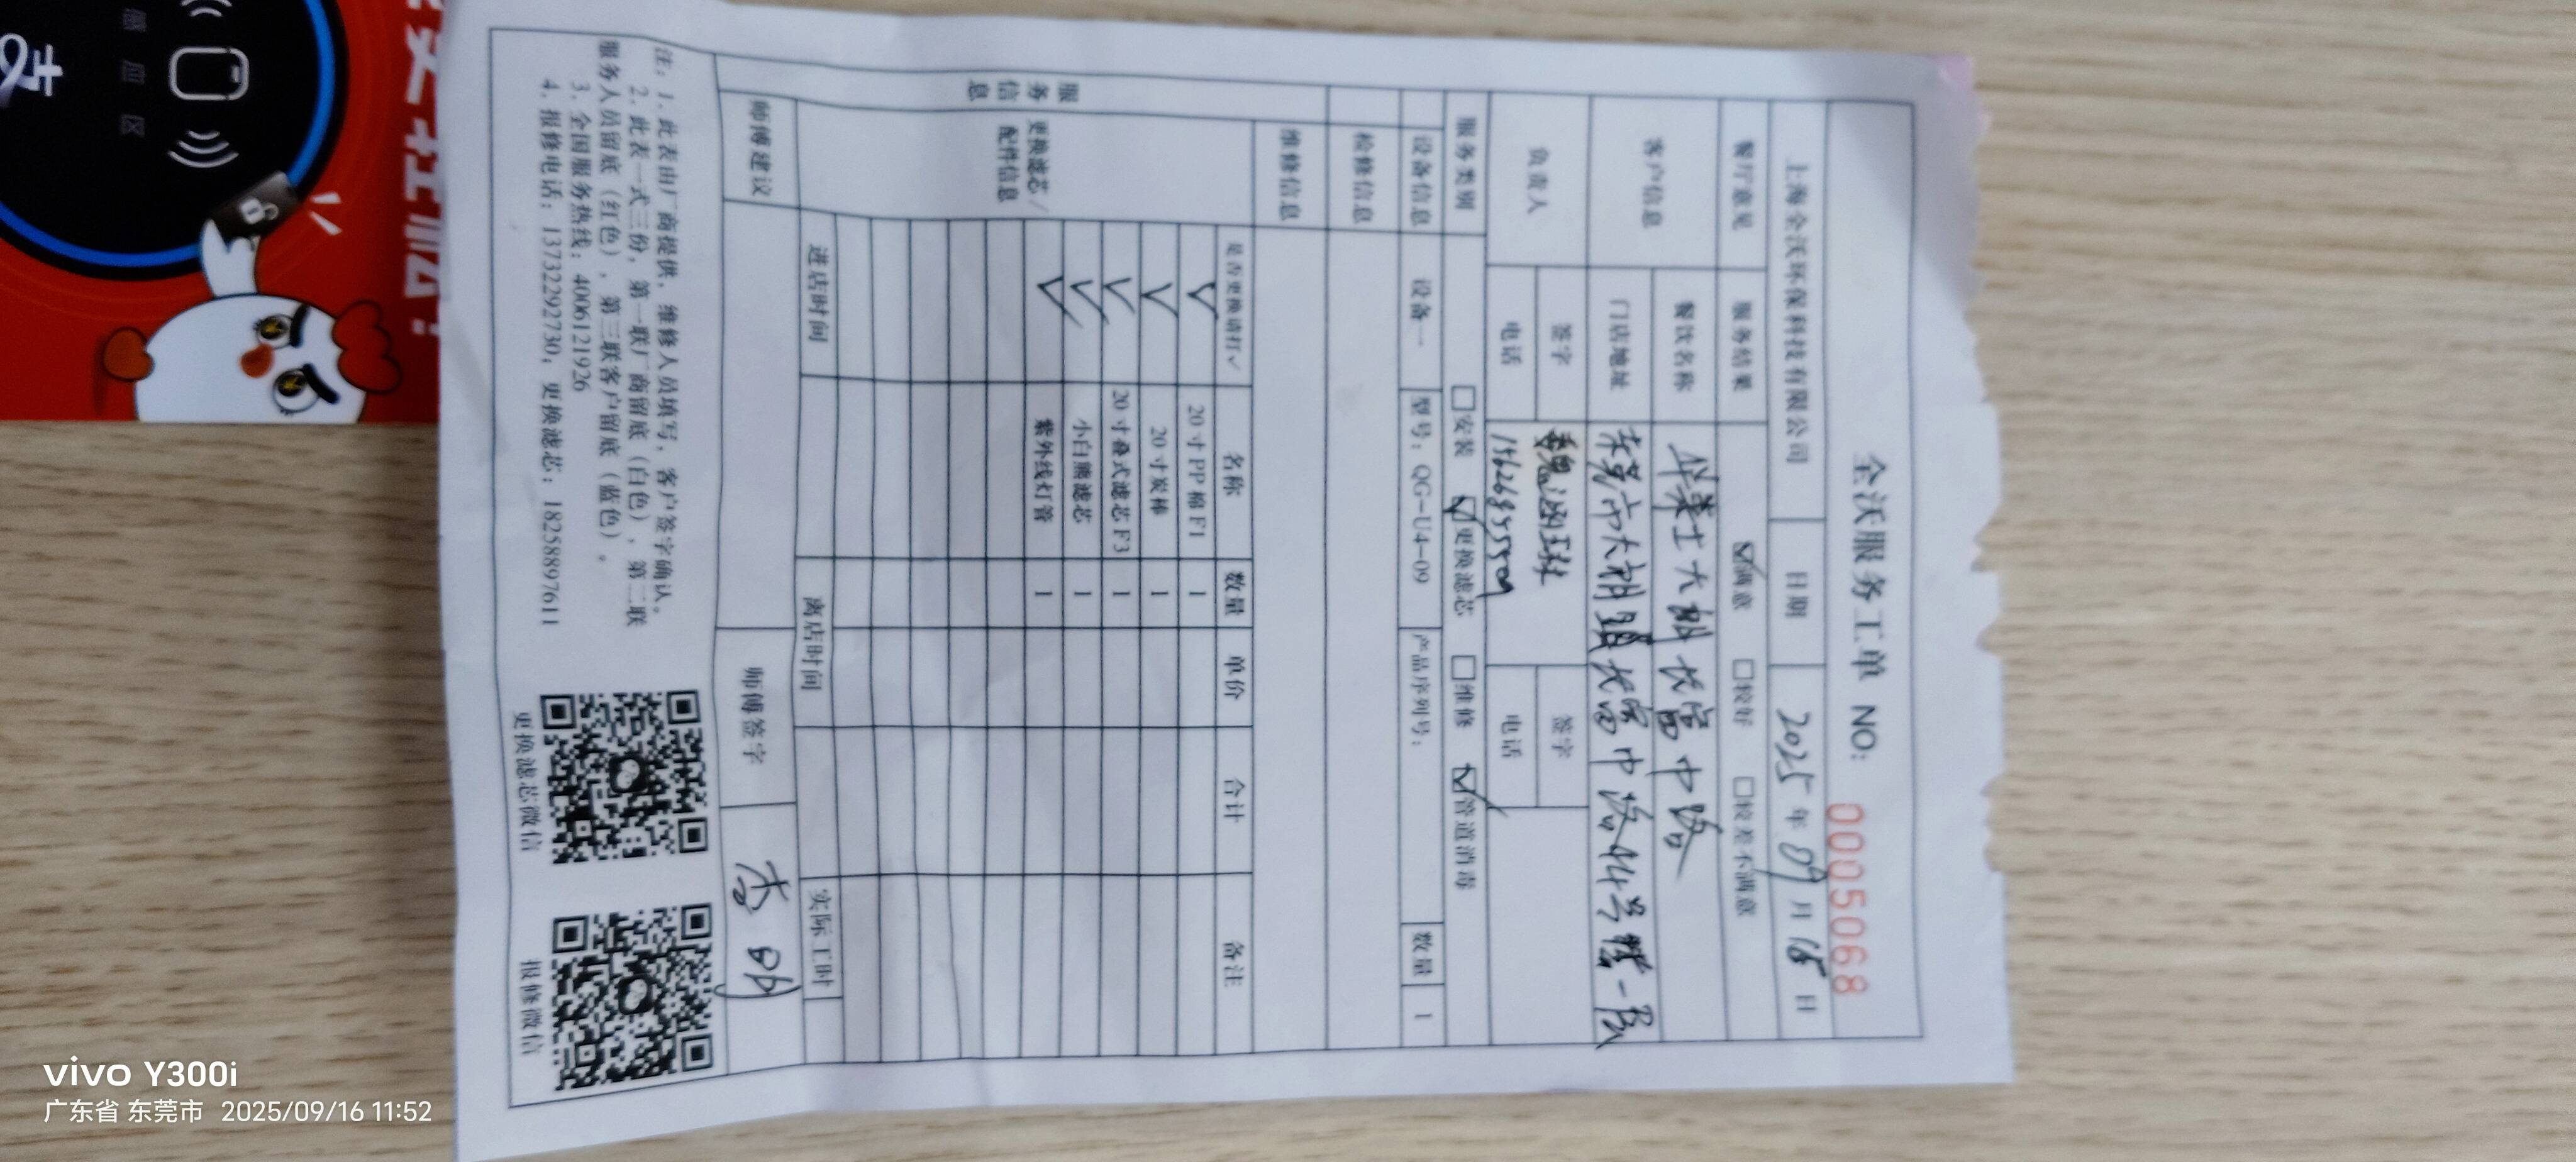 全沃服务工单 NO: 00005068
上海全沃环保科技有限公司 日期 2025 年 09 月 16 日
餐厅意见 服务结果 ☑满意 □较好 □较差不满意
客户信息 餐饮名称 华莱士大朗长富中路
门店地址 东莞市大朗镇长富中路44号楼一层
负责人 签字 签字
电话 电话
服务类别 □安装 ☑更换滤芯 □维修 ☑管道消毒
设备信息 设备一 型号：QG-U4-09 产品序列号： 数量 1
检修信息
维修信息
服务信息
更换滤芯/配件信息
是否更换请打✓ 名称 数量 单价 合计 备注
✓ 20寸PP棉F1 1
✓ 20寸炭棒 1
✓ 20寸叠式滤芯F3 1
✓ 小白熊滤芯 1
✓ 紫外线灯管 1
进店时间 离店时间 实际工时
师傅建议 师傅签字
注：1. 此表由厂商提供，维修人员填写，客户签字确认。
2. 此表一式三份，第一联厂商留底（白色），第二联
服务人员留底（红色），第三联客户留底（蓝色）。
3. 全国服务热线：4006121926
4. 报修电话：13732292730；更换滤芯：18258897611
更换滤芯微信 报修微信
支
感应区
vivo Y300i
广东省 东莞市 2025/09/16 11:52